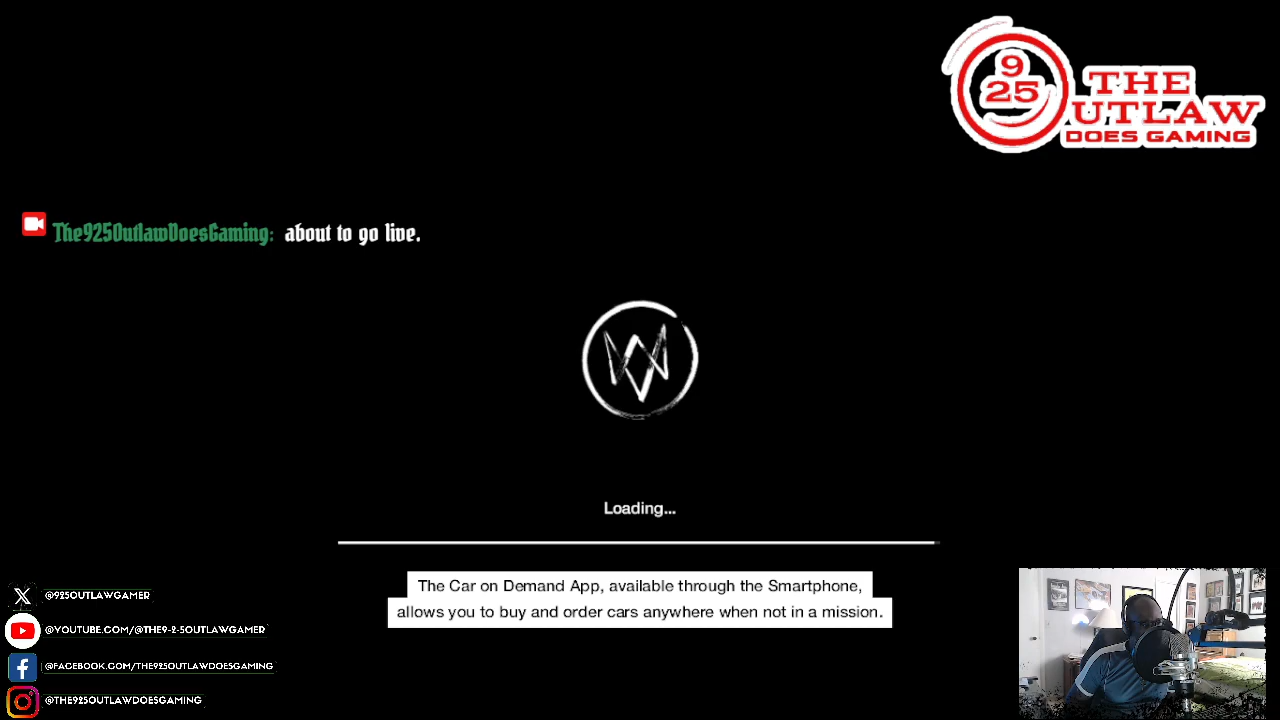 9
25
THE
OUTLAW
DOES GAMING
The925OutlawDoesGaming: about to go live.
Loading...
The Car on Demand App, available through the Smartphone,
allows you to buy and order cars anywhere when not in a mission.
@925OUTLAWGAMER
@YOUTUBE.COM/@THE9-2-5OUTLAWGAMER
@FACEBOOK.COM/THE925OUTLAWDOESGAMING
@THE925OUTLAWDOESGAMING